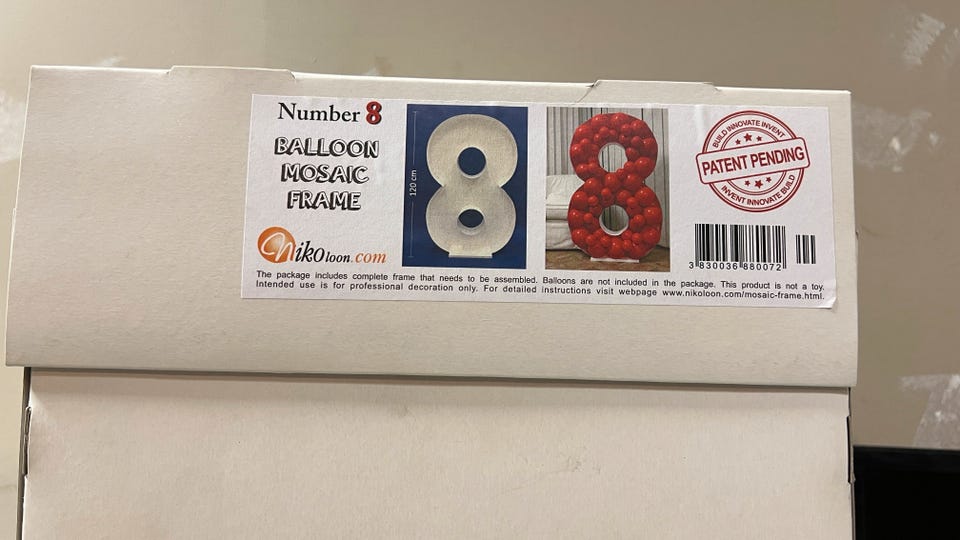 Number 8
BALLOON
MOSAIC
FRAME
Nikoloon.com
120 cm
BUILD INNOVATE INVENT
PATENT PENDING
INVENT INNOVATE BUILD
3 830036 880072
The package includes complete frame that needs to be assembled. Balloons are not included in the package. This product is not a toy.
Intended use is for professional decoration only. For detailed instructions visit webpage www.nikoloon.com/mosaic-frame.html.